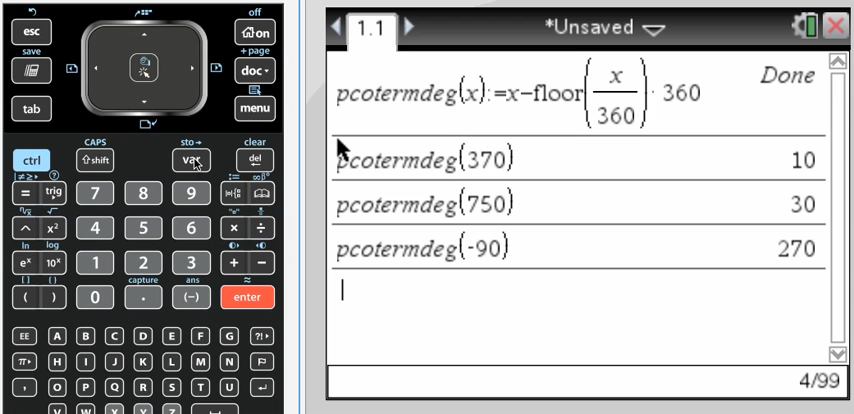 off
esc
on
save
+ page
doc
tab
menu
CAPS
sto→
clear
ctrl
⇧shift
var
del
|≠≥▸ ? := ∞β°
= trig 7 8 9
ⁿ√x √ "□" x/□
^ x² 4 5 6 × ÷
ln log
eˣ 10ˣ 1 2 3 + −
[ ] { } capture ans ≈
( ) 0 . (−) enter
EE A B C D E F G ?!▸
π▸ H I J K L M N
, O P Q R S T U ↵
V W X Y Z
1.1 *Unsaved
pcotermdeg(x):=x−floor(x/360)·360 Done
pcotermdeg(370) 10
pcotermdeg(750) 30
pcotermdeg(-90) 270
4/99